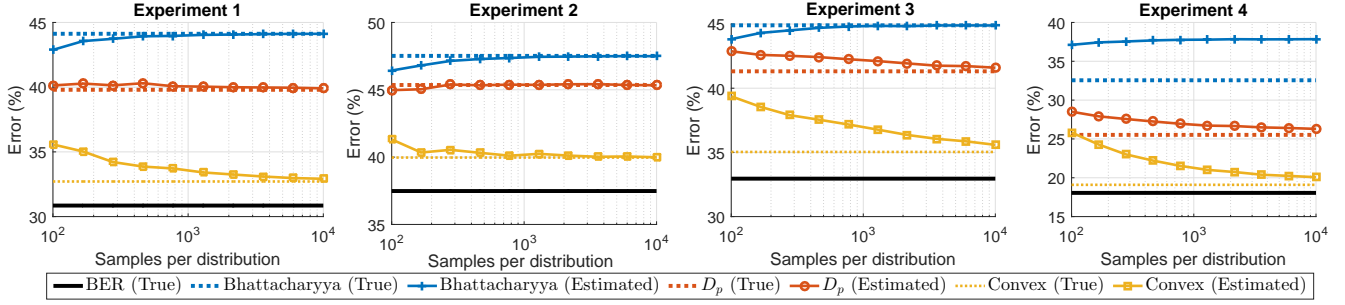 Experiment 1
Error (%)
45
40
35
30
10^2
10^3
10^4
Samples per distribution
Experiment 2
Error (%)
50
45
40
35
10^2
10^3
10^4
Samples per distribution
Experiment 3
Error (%)
45
40
35
30
10^2
10^3
10^4
Samples per distribution
Experiment 4
Error (%)
40
35
30
25
20
15
10^2
10^3
10^4
Samples per distribution
BER (True) Bhattacharyya (True) Bhattacharyya (Estimated) D_p (True) D_p (Estimated) Convex (True) Convex (Estimated)